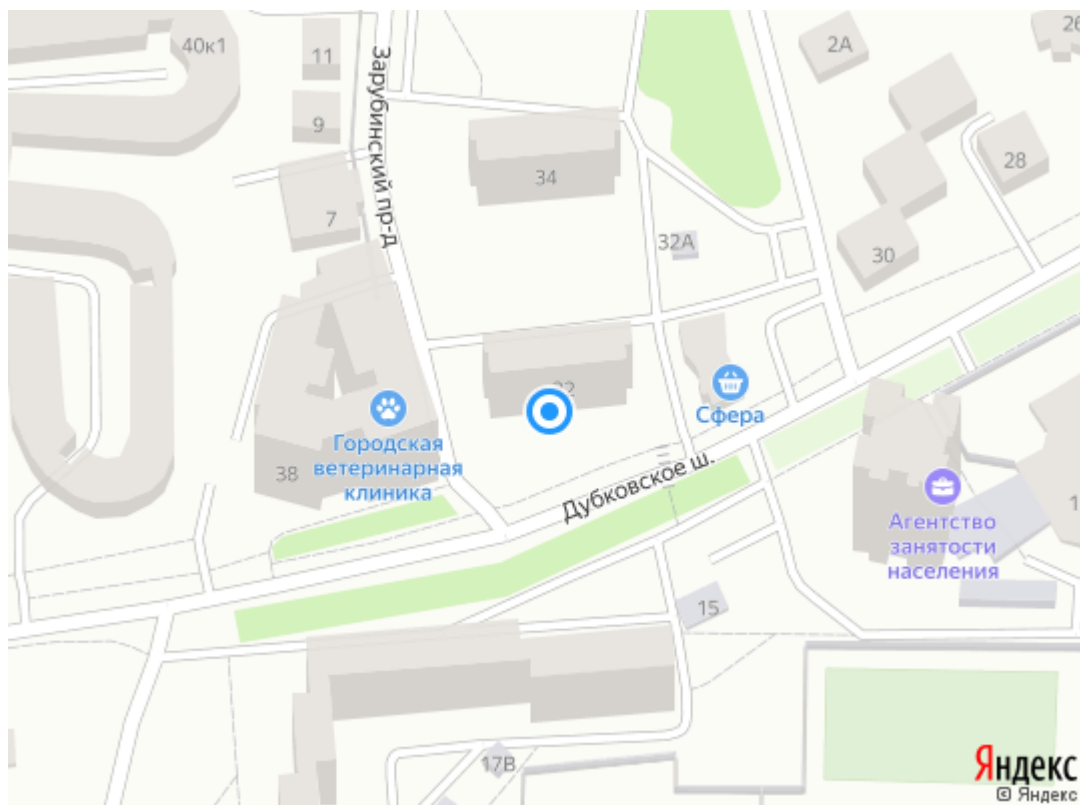 40к1
11
2А
26
9
Зарубинский пр-д
34
28
7
32А
30
Сфера
Городская
ветеринарная
клиника
38
Дубковское ш.
Агентство
занятости
населения
15
17В
Яндекс
© Яндекс